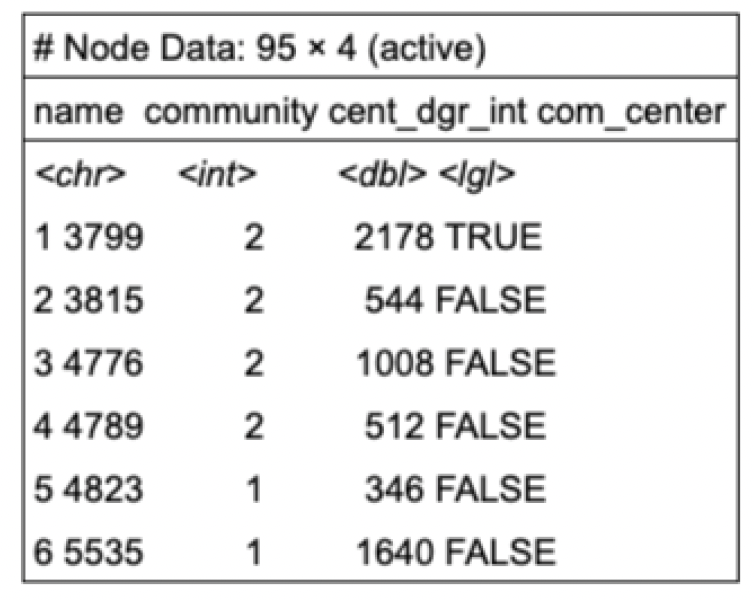 # Node Data: 95 × 4 (active)
name community cent_dgr_int com_center
<chr> <int> <dbl> <lgl>
1 3799 2 2178 TRUE
2 3815 2 544 FALSE
3 4776 2 1008 FALSE
4 4789 2 512 FALSE
5 4823 1 346 FALSE
6 5535 1 1640 FALSE